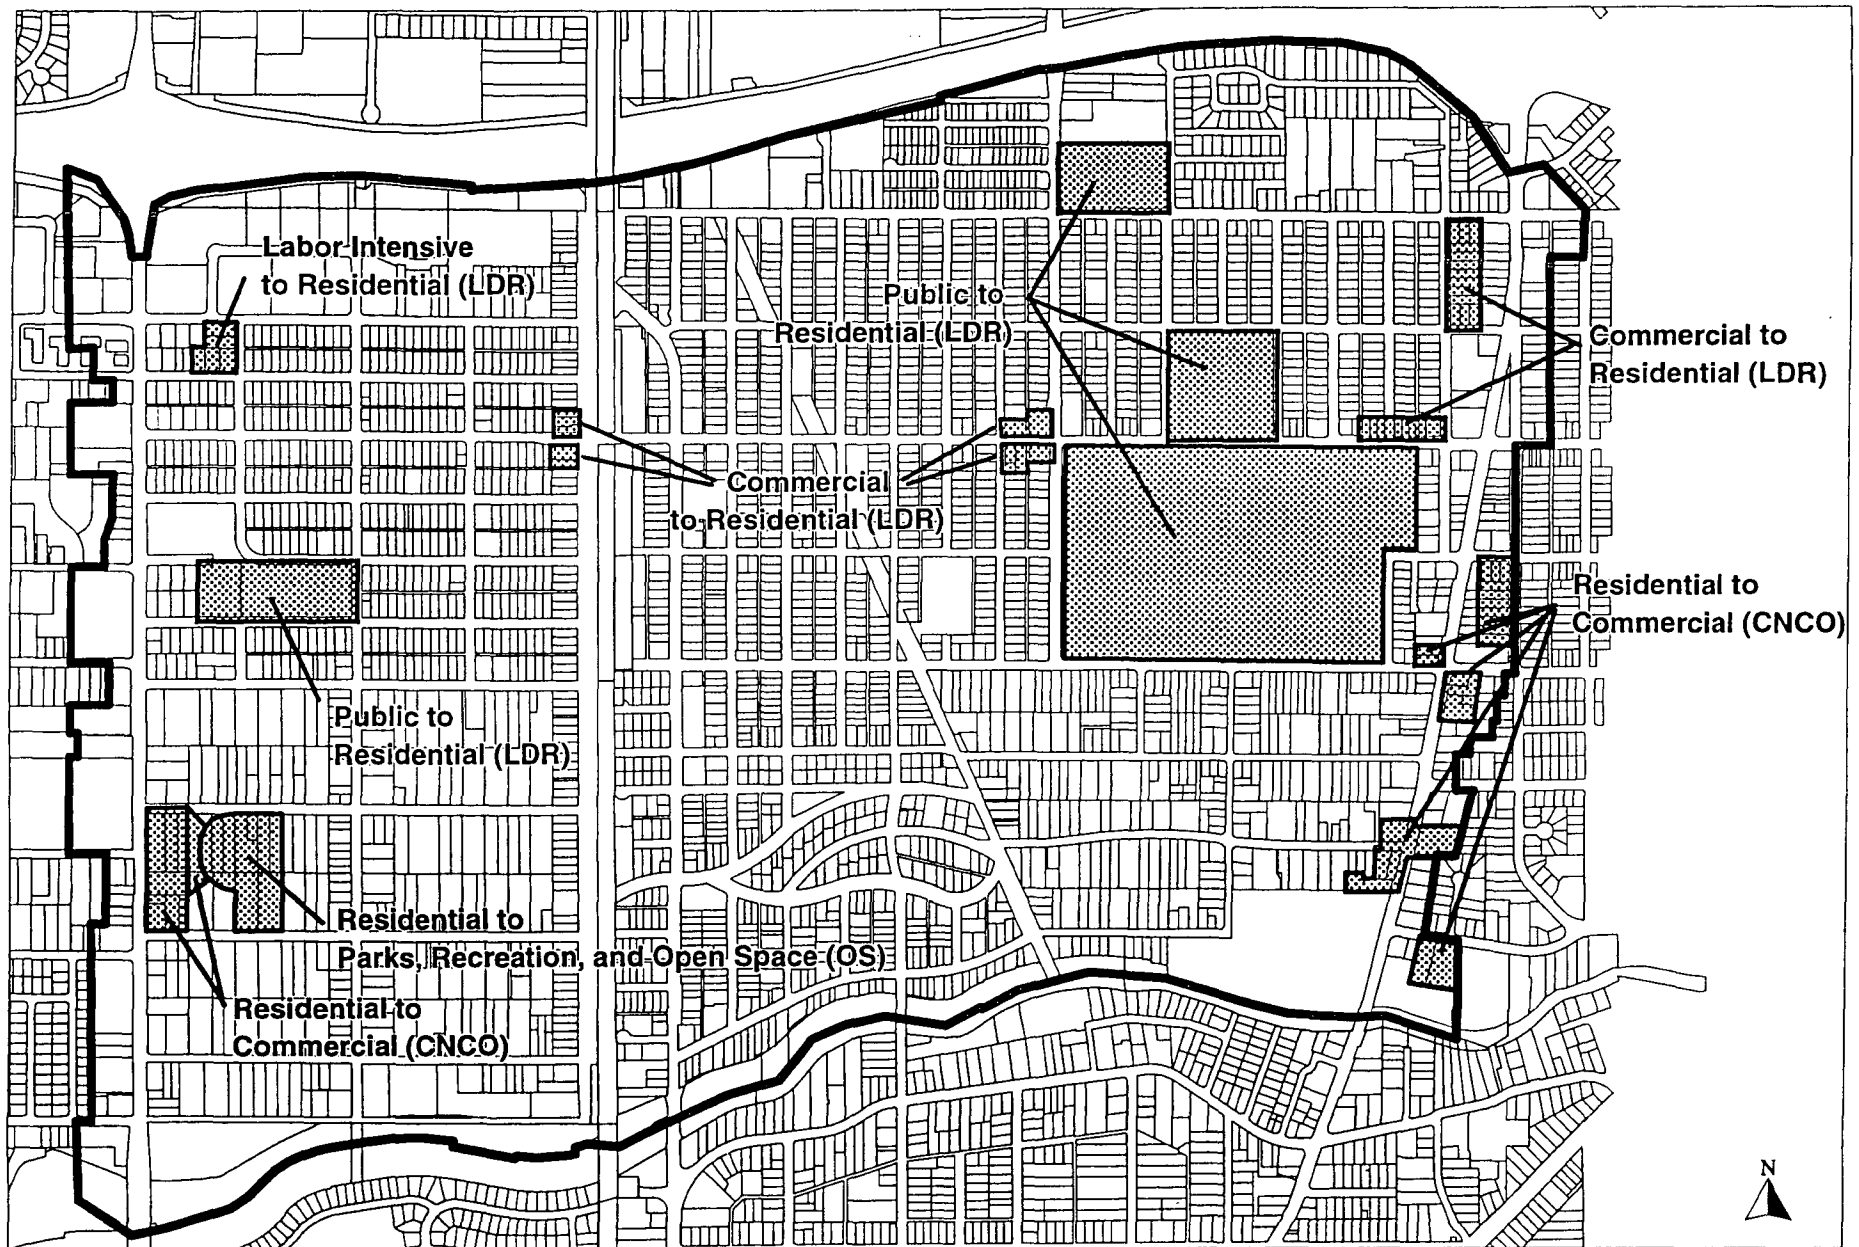 Labor Intensive
to Residential (LDR)
Public to
Residential (LDR)
Commercial to
Residential (LDR)
Commercial
to Residential (LDR)
Residential to
Commercial (CNCO)
Public to
Residential (LDR)
Residential to
Parks, Recreation, and Open Space (OS)
Residential to
Commercial (CNCO)
N